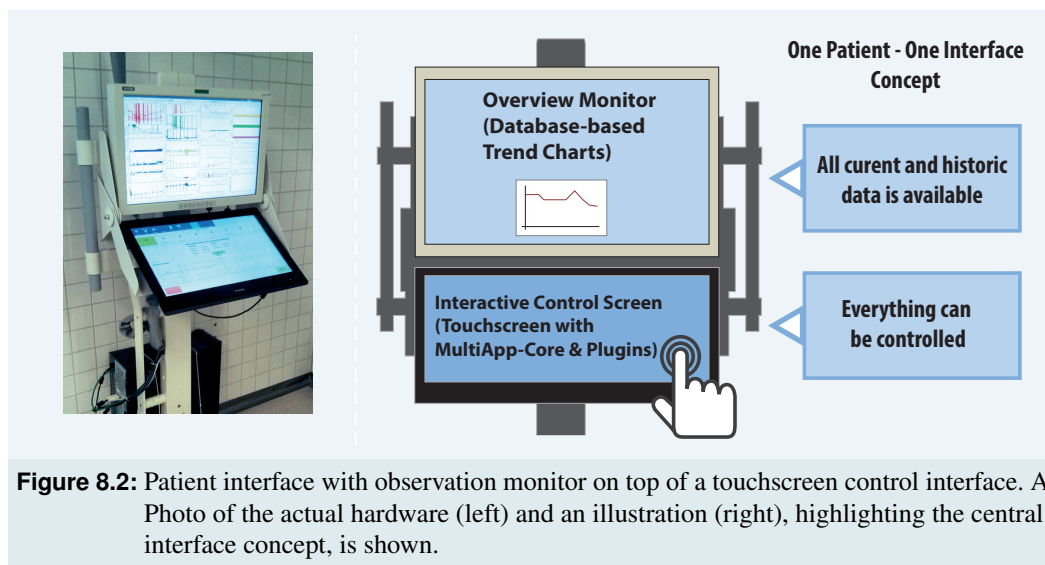 One Patient - One Interface
Concept
Overview Monitor
(Database-based
Trend Charts)
All curent and historic
data is available
Interactive Control Screen
(Touchscreen with
MultiApp-Core & Plugins)
Everything can
be controlled
Figure 8.2: Patient interface with observation monitor on top of a touchscreen control interface. A
Photo of the actual hardware (left) and an illustration (right), highlighting the central
interface concept, is shown.